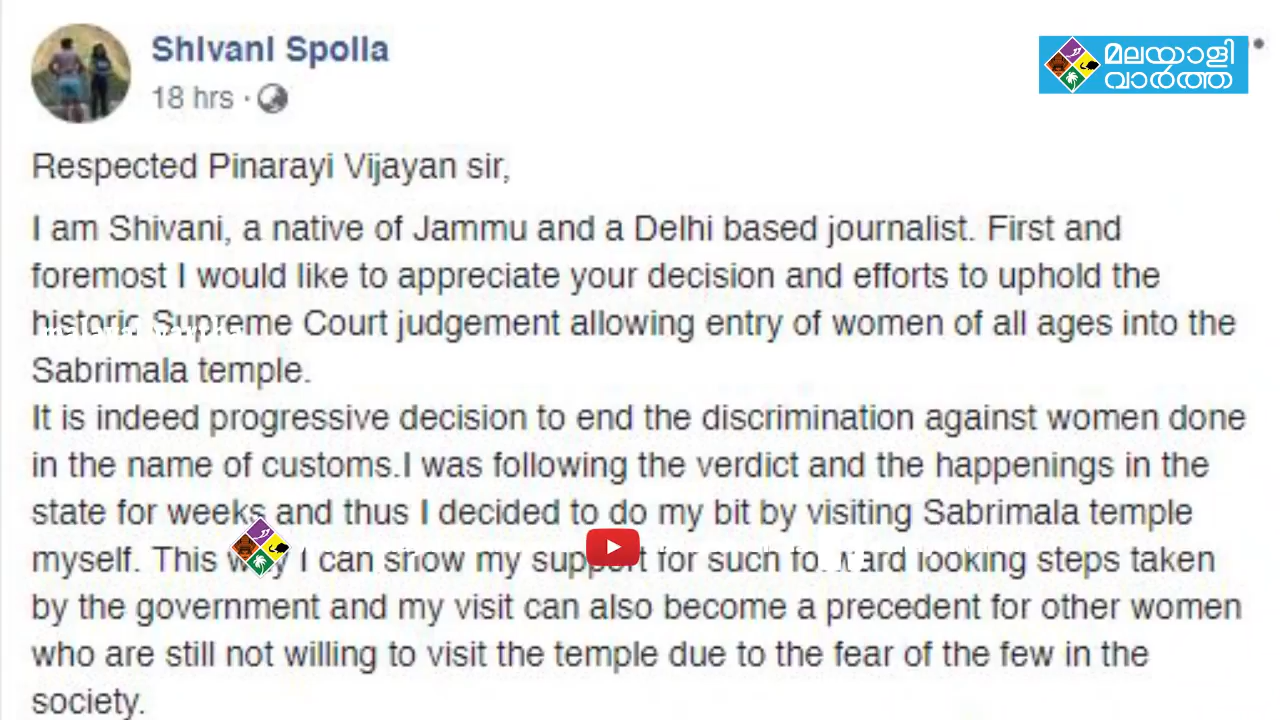 Shivani Spolia
18 hrs ·
മലയാളി
വാർത്ത
Respected Pinarayi Vijayan sir,
I am Shivani, a native of Jammu and a Delhi based journalist. First and
foremost I would like to appreciate your decision and efforts to uphold the
historic Supreme Court judgement allowing entry of women of all ages into the
Sabrimala temple.
It is indeed progressive decision to end the discrimination against women done
in the name of customs.I was following the verdict and the happenings in the
state for weeks and thus I decided to do my bit by visiting Sabrimala temple
myself. This way I can show my support for such forward looking steps taken
by the government and my visit can also become a precedent for other women
who are still not willing to visit the temple due to the fear of the few in the
society.